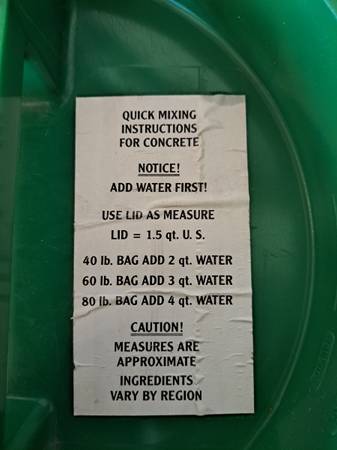 QUICK MIXING
INSTRUCTIONS
FOR CONCRETE
NOTICE!
ADD WATER FIRST!
USE LID AS MEASURE
LID = 1.5 qt. U. S.
40 lb. BAG ADD 2 qt. WATER
60 lb. BAG ADD 3 qt. WATER
80 lb. BAG ADD 4 qt. WATER
CAUTION!
MEASURES ARE
APPROXIMATE
INGREDIENTS
VARY BY REGION